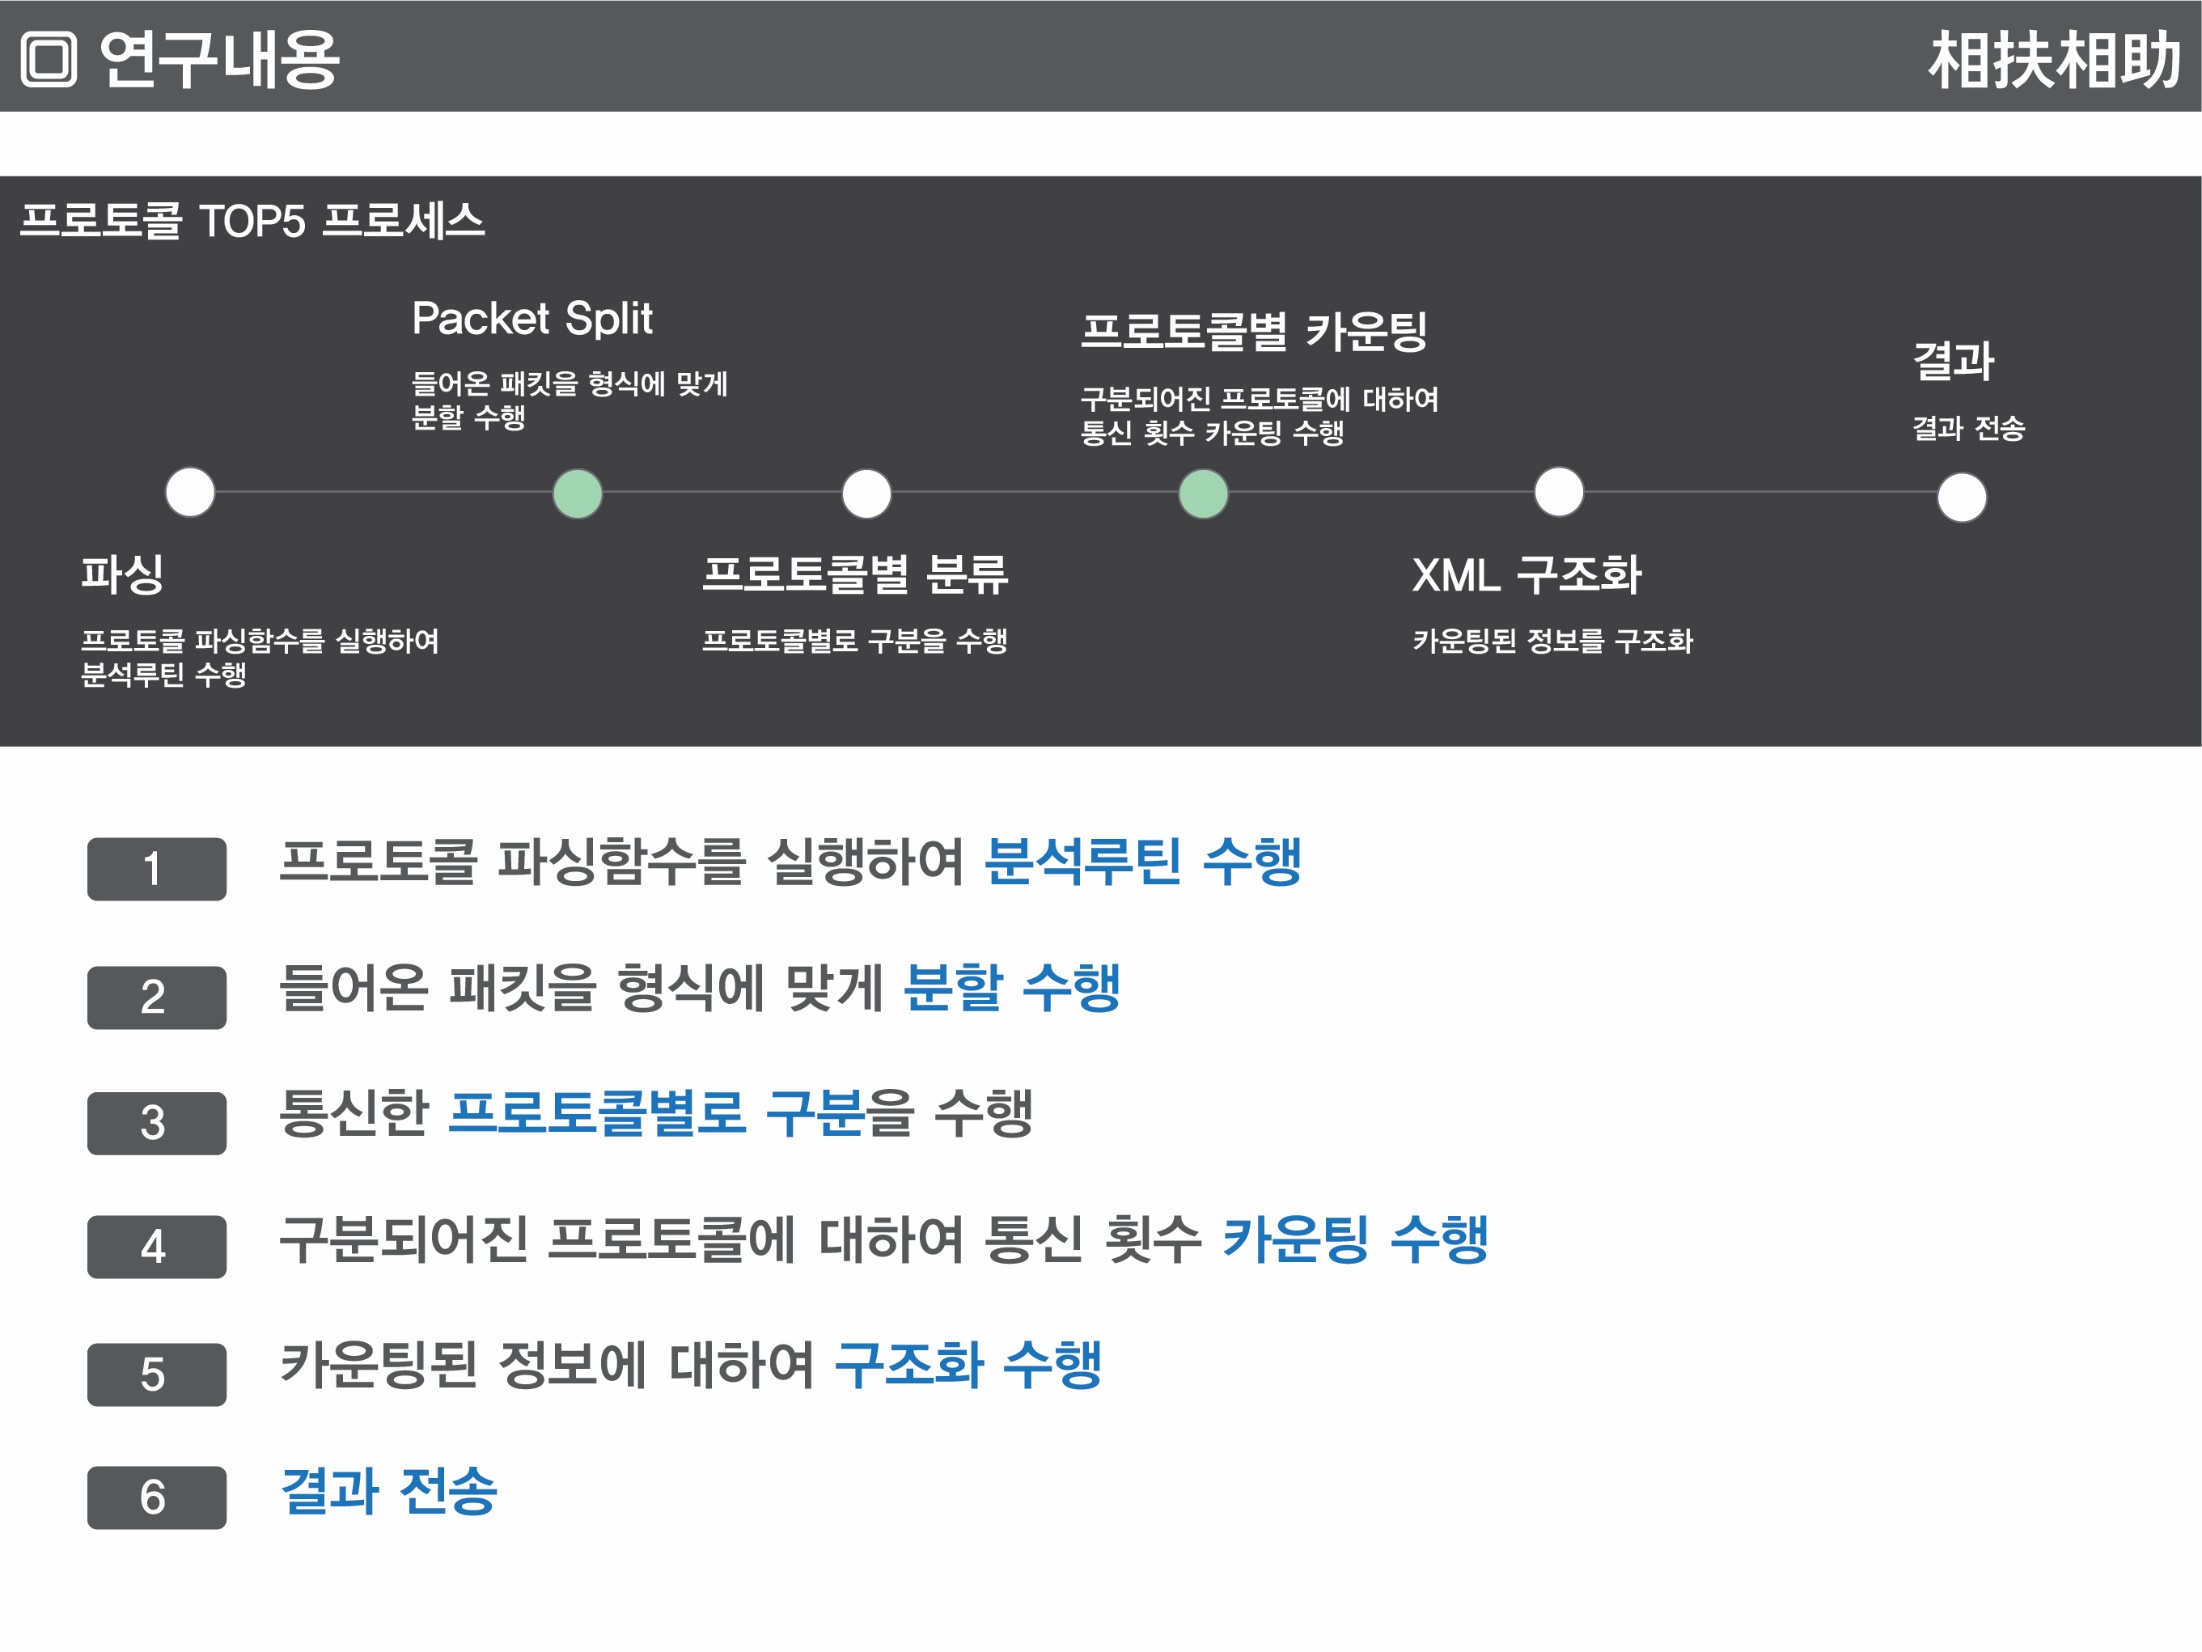 연구내용
相扶相助
프로토콜 TOP5 프로세스
Packet Split
들어온 패킷을 형식에 맞게
분할 수행
프로토콜별 카운팅
구분되어진 프로토콜에 대하여
통신 횟수 카운팅 수행
결과
결과 전송
파싱
프로토콜 파싱함수를 실행하여
분석루틴 수행
프로토콜별 분류
프로토콜별로 구분을 수행
XML 구조화
카운팅된 정보를 구조화
1 프로토콜 파싱함수를 실행하여 분석루틴 수행
2 들어온 패킷을 형식에 맞게 분할 수행
3 통신한 프로토콜별로 구분을 수행
4 구분되어진 프로토콜에 대하여 통신 횟수 카운팅 수행
5 카운팅된 정보에 대하여 구조화 수행
6 결과 전송